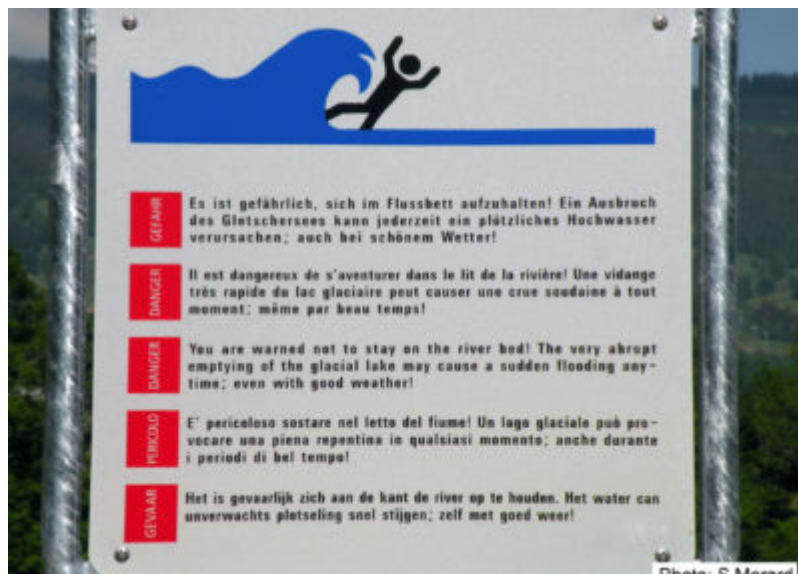 GEFAHR
Es ist gefährlich, sich im Flussbett aufzuhalten! Ein Ausbruch
des Gletschersees kann jederzeit ein plötzliches Hochwasser
verursachen; auch bei schönem Wetter!
DANGER
Il est dangereux de s'aventurer dans le lit de la rivière! Une vidange
très rapide du lac glaciaire peut causer une crue soudaine à tout
moment; même par beau temps!
DANGER
You are warned not to stay on the river bed! The very abrupt
emptying of the glacial lake may cause a sudden flooding any-
time; even with good weather!
PERICOLO
E' pericoloso sostare nel letto del fiume! Un lago glaciale può pro-
vocare una piena repentina in qualsiasi momento; anche durante
i periodi di bel tempo!
GEVAAR
Het is gevaarlijk zich aan de kant de river op te houden. Het water can
unverwachts pletseling snel stijgen; zelf met goed weer!
Photo: S.Morard